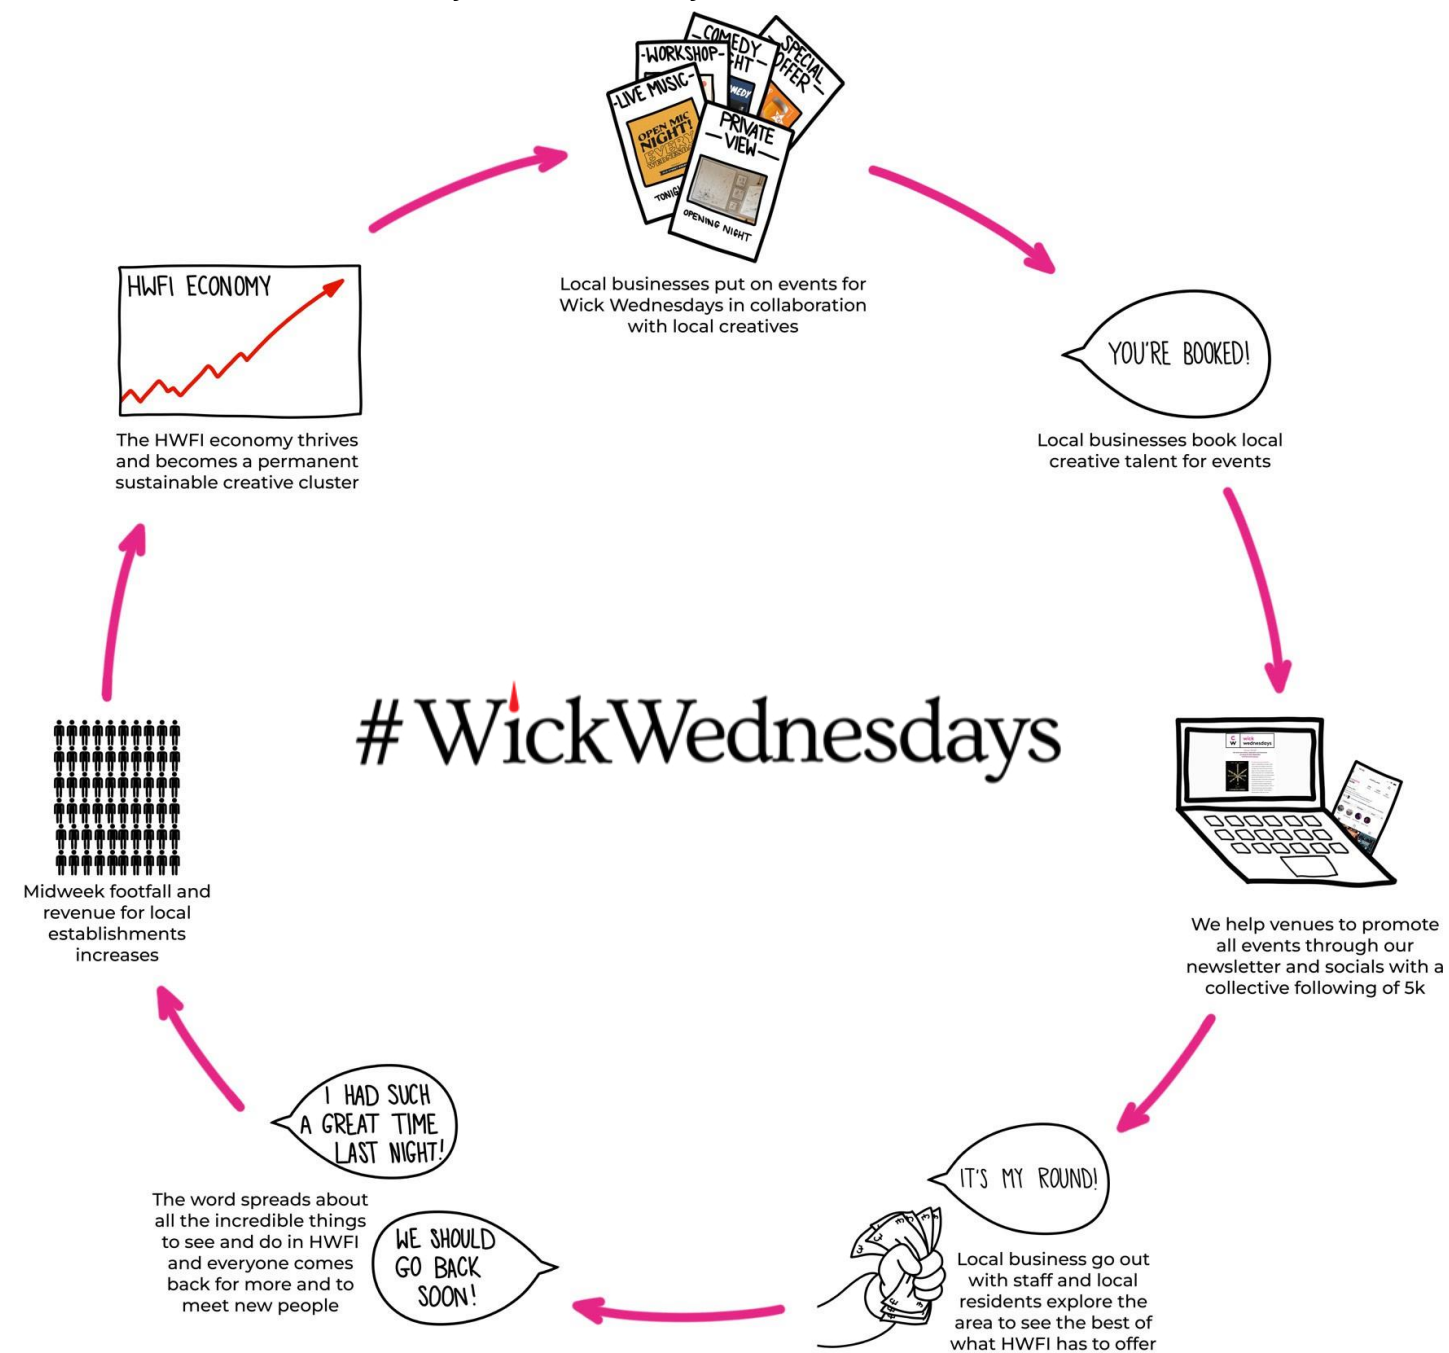 -WORKSHOP-
-COMEDY
HT-
-SPECIAL
OFFER-
-LIVE MUSIC-
OPEN MIC
NIGHT!
EVERY
MEDY
PRIVATE
-VIEW-
OPENING NIGHT
Local businesses put on events for
Wick Wednesdays in collaboration
with local creatives
YOU'RE BOOKED!
Local businesses book local
creative talent for events
wick
wednesdays
We help venues to promote
all events through our
newsletter and socials with a
collective following of 5k
IT'S MY ROUND!
Local business go out
with staff and local
residents explore the
area to see the best of
what HWFI has to offer
WE SHOULD
GO BACK
SOON!
I HAD SUCH
A GREAT TIME
LAST NIGHT!
The word spreads about
all the incredible things
to see and do in HWFI
and everyone comes
back for more and to
meet new people
Midweek footfall and
revenue for local
establishments
increases
HWFI ECONOMY
The HWFI economy thrives
and becomes a permanent
sustainable creative cluster
#WickWednesdays